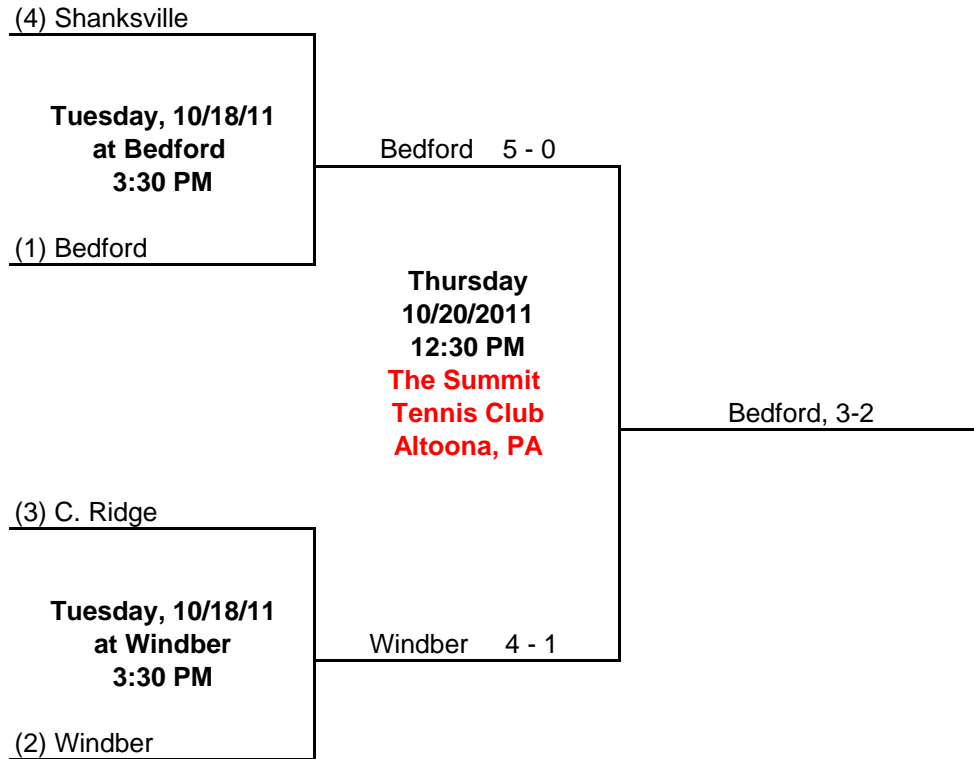 (4) Shanksville
Tuesday, 10/18/11
at Bedford
3:30 PM
Bedford 5 - 0
(1) Bedford
Thursday
10/20/2011
12:30 PM
The Summit
Tennis Club
Altoona, PA
Bedford, 3-2
(3) C. Ridge
Tuesday, 10/18/11
at Windber
3:30 PM
Windber 4 - 1
(2) Windber